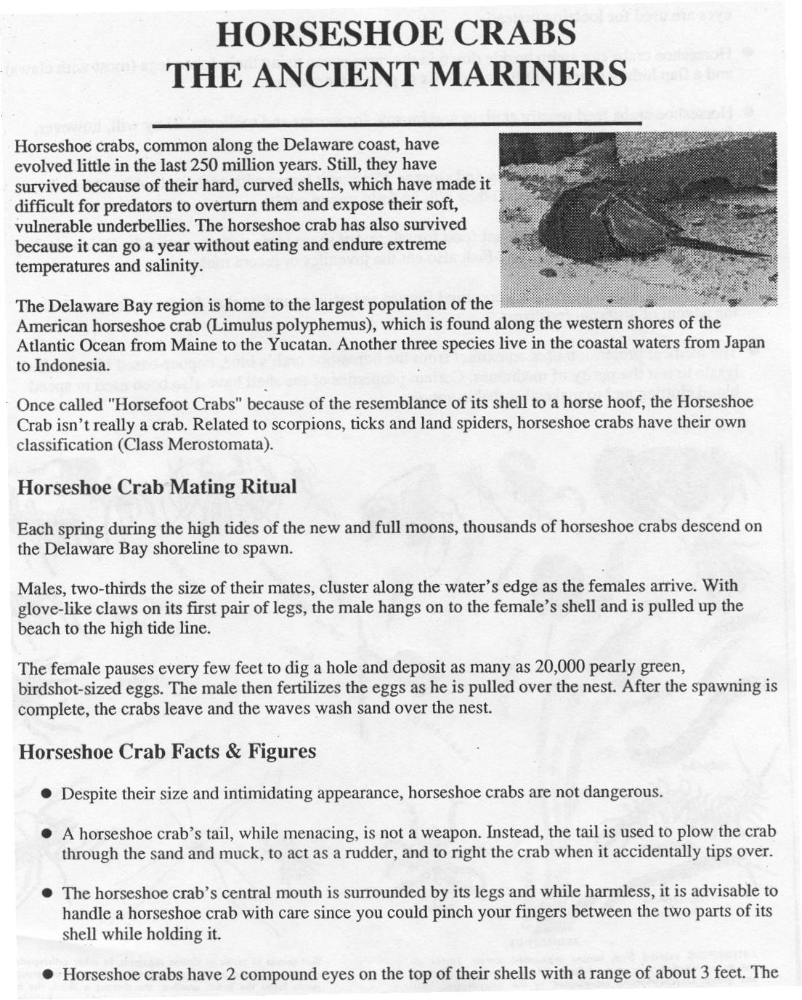 HORSESHOE CRABS
THE ANCIENT MARINERS
Horseshoe crabs, common along the Delaware coast, have
evolved little in the last 250 million years. Still, they have
survived because of their hard, curved shells, which have made it
difficult for predators to overturn them and expose their soft,
vulnerable underbellies. The horseshoe crab has also survived
because it can go a year without eating and endure extreme
temperatures and salinity.
The Delaware Bay region is home to the largest population of the
American horseshoe crab (Limulus polyphemus), which is found along the western shores of the
Atlantic Ocean from Maine to the Yucatan. Another three species live in the coastal waters from Japan
to Indonesia.
Once called "Horsefoot Crabs" because of the resemblance of its shell to a horse hoof, the Horseshoe
Crab isn't really a crab. Related to scorpions, ticks and land spiders, horseshoe crabs have their own
classification (Class Merostomata).
Horseshoe Crab Mating Ritual
Each spring during the high tides of the new and full moons, thousands of horseshoe crabs descend on
the Delaware Bay shoreline to spawn.
Males, two-thirds the size of their mates, cluster along the water's edge as the females arrive. With
glove-like claws on its first pair of legs, the male hangs on to the female's shell and is pulled up the
beach to the high tide line.
The female pauses every few feet to dig a hole and deposit as many as 20,000 pearly green,
birdshot-sized eggs. The male then fertilizes the eggs as he is pulled over the nest. After the spawning is
complete, the crabs leave and the waves wash sand over the nest.
Horseshoe Crab Facts & Figures
● Despite their size and intimidating appearance, horseshoe crabs are not dangerous.
● A horseshoe crab's tail, while menacing, is not a weapon. Instead, the tail is used to plow the crab
through the sand and muck, to act as a rudder, and to right the crab when it accidentally tips over.
● The horseshoe crab's central mouth is surrounded by its legs and while harmless, it is advisable to
handle a horseshoe crab with care since you could pinch your fingers between the two parts of its
shell while holding it.
● Horseshoe crabs have 2 compound eyes on the top of their shells with a range of about 3 feet. The